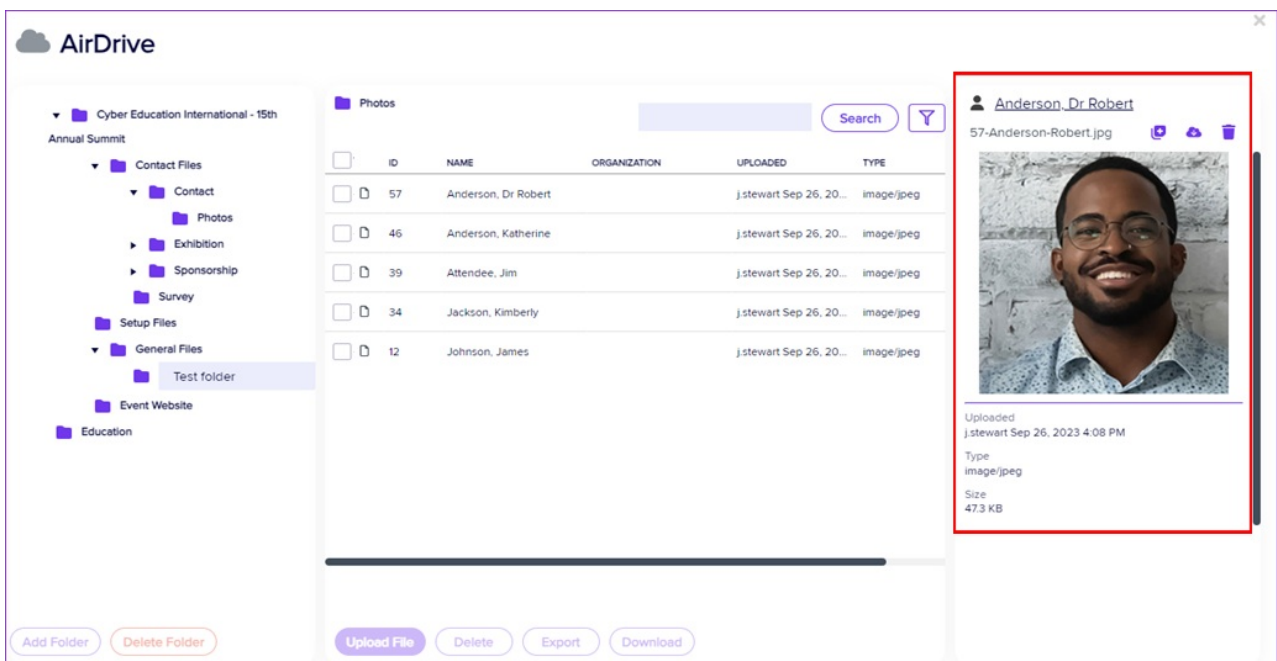 AirDrive
Cyber Education International - 15th
Annual Summit
Contact Files
Contact
Photos
Exhibition
Sponsorship
Survey
Setup Files
General Files
Test folder
Event Website
Education
Add Folder Delete Folder
Photos
Search
ID NAME ORGANIZATION UPLOADED TYPE
57 Anderson, Dr Robert j.stewart Sep 26, 20... image/jpeg
46 Anderson, Katherine j.stewart Sep 26, 20... image/jpeg
39 Attendee, Jim j.stewart Sep 26, 20... image/jpeg
34 Jackson, Kimberly j.stewart Sep 26, 20... image/jpeg
12 Johnson, James j.stewart Sep 26, 20... image/jpeg
Upload File Delete Export Download
Anderson, Dr Robert
57-Anderson-Robert.jpg
Uploaded
j.stewart Sep 26, 2023 4:08 PM
Type
image/jpeg
Size
47.3 KB